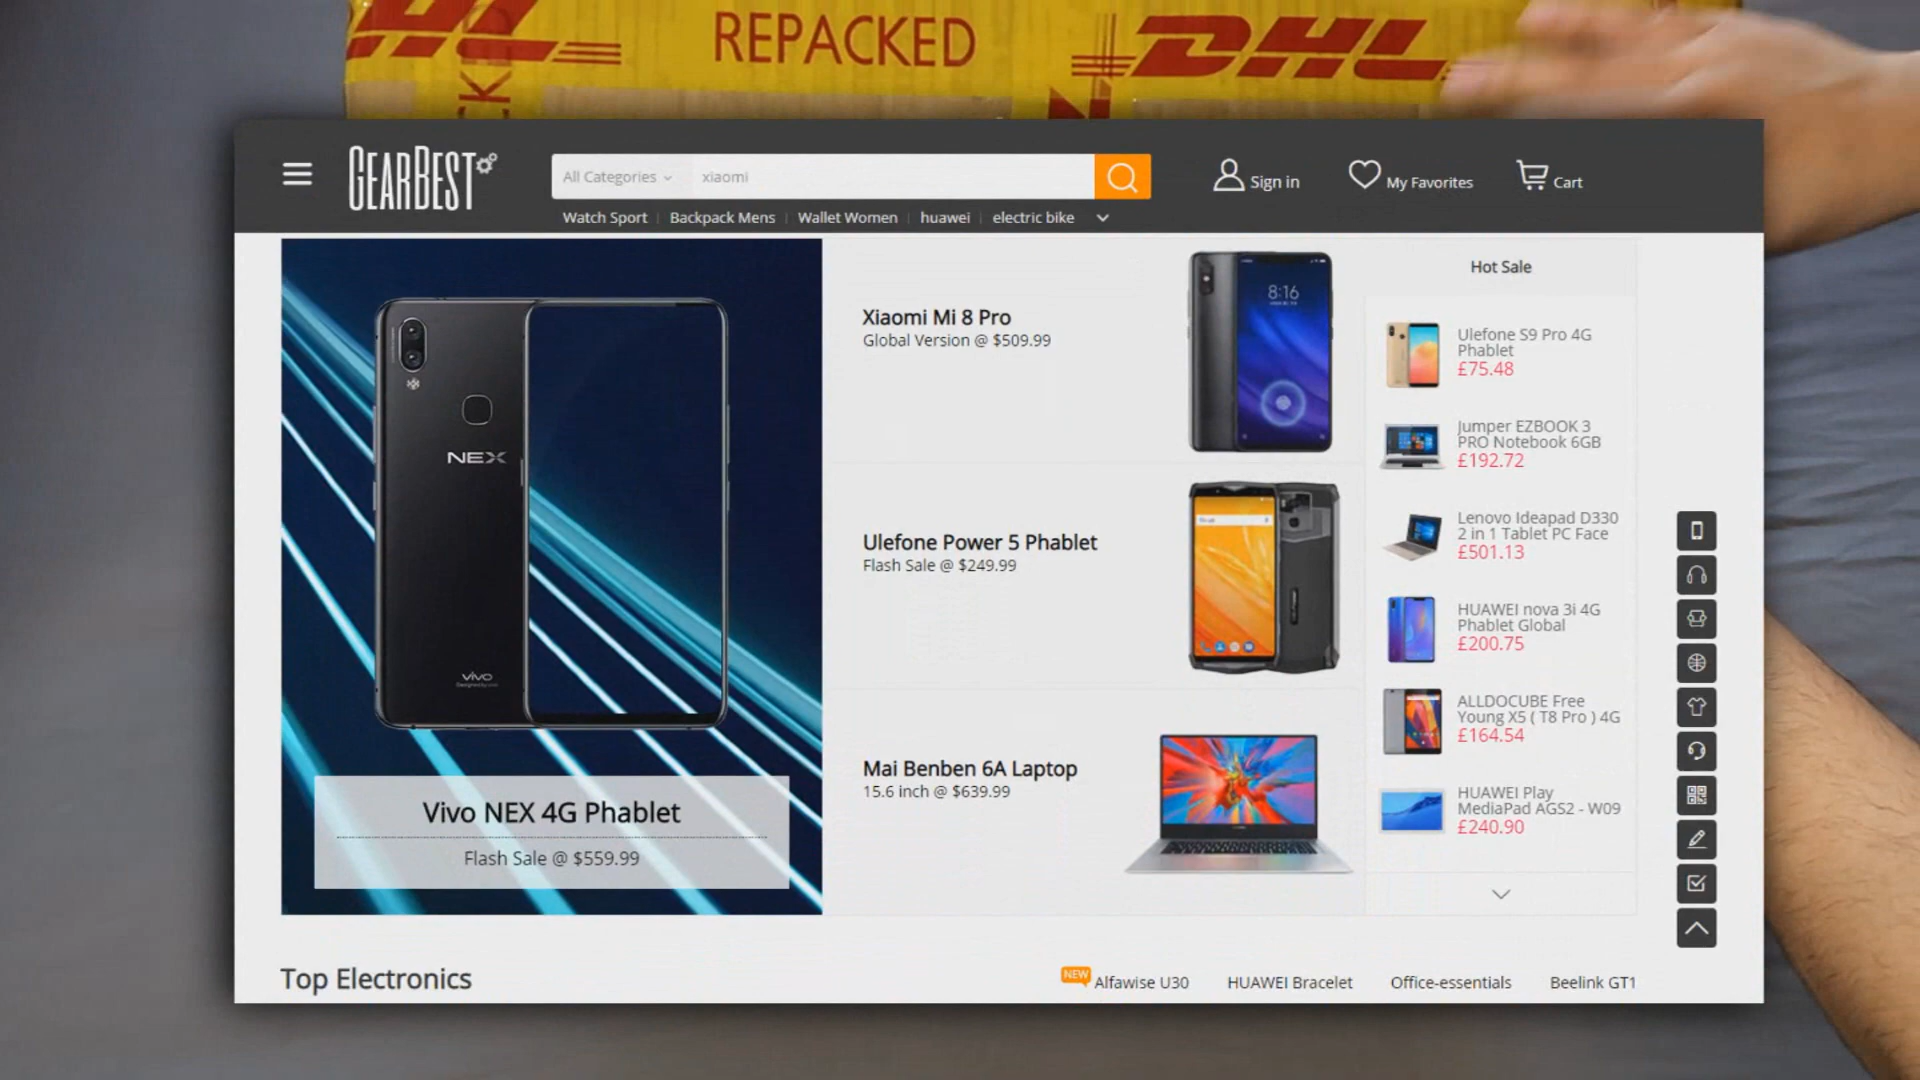 REPACKED
DHL
GEARBEST
All Categories
xiaomi
Sign in
My Favorites
Cart
Watch Sport
Backpack Mens
Wallet Women
huawei
electric bike
NEX
vivo
Vivo NEX 4G Phablet
Flash Sale @ $559.99
Xiaomi Mi 8 Pro
Global Version @ $509.99
8:16
Ulefone Power 5 Phablet
Flash Sale @ $249.99
Mai Benben 6A Laptop
15.6 inch @ $639.99
Hot Sale
Ulefone S9 Pro 4G
Phablet
£75.48
Jumper EZBOOK 3
PRO Notebook 6GB
£192.72
Lenovo Ideapad D330
2 in 1 Tablet PC Face
£501.13
HUAWEI nova 3i 4G
Phablet Global
£200.75
ALLDOCUBE Free
Young X5 ( T8 Pro ) 4G
£164.54
HUAWEI Play
MediaPad AGS2 - W09
£240.90
Top Electronics
NEW
Alfawise U30
HUAWEI Bracelet
Office-essentials
Beelink GT1